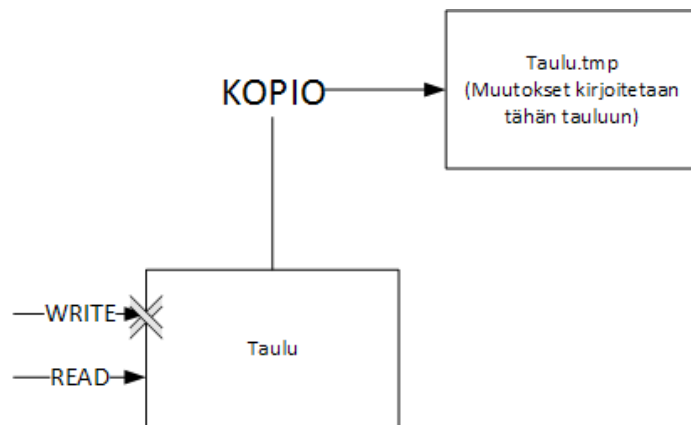 Taulu.tmp
(Muutokset kirjoitetaan
tähän tauluun)
KOPIO
WRITE
Taulu
READ